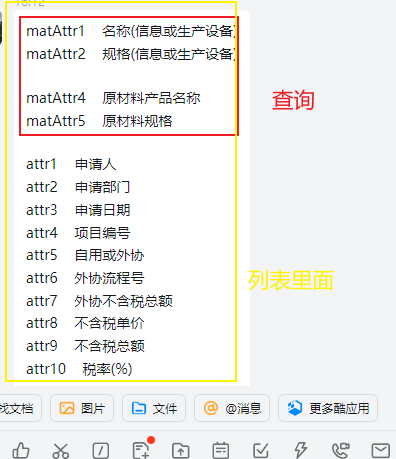 matAttr1 名称(信息或生产设备)
matAttr2 规格(信息或生产设备)
matAttr4 原材料产品名称
查询
matAttr5 原材料规格
attr1 申请人
attr2 申请部门
attr3 申请日期
attr4 项目编号
attr5 自用或外协
attr6 外协流程号
列表里面
attr7 外协不含税总额
attr8 不含税单价
attr9 不含税总额
attr10 税率(%)
找文档 图片 文件 @消息 更多酷应用